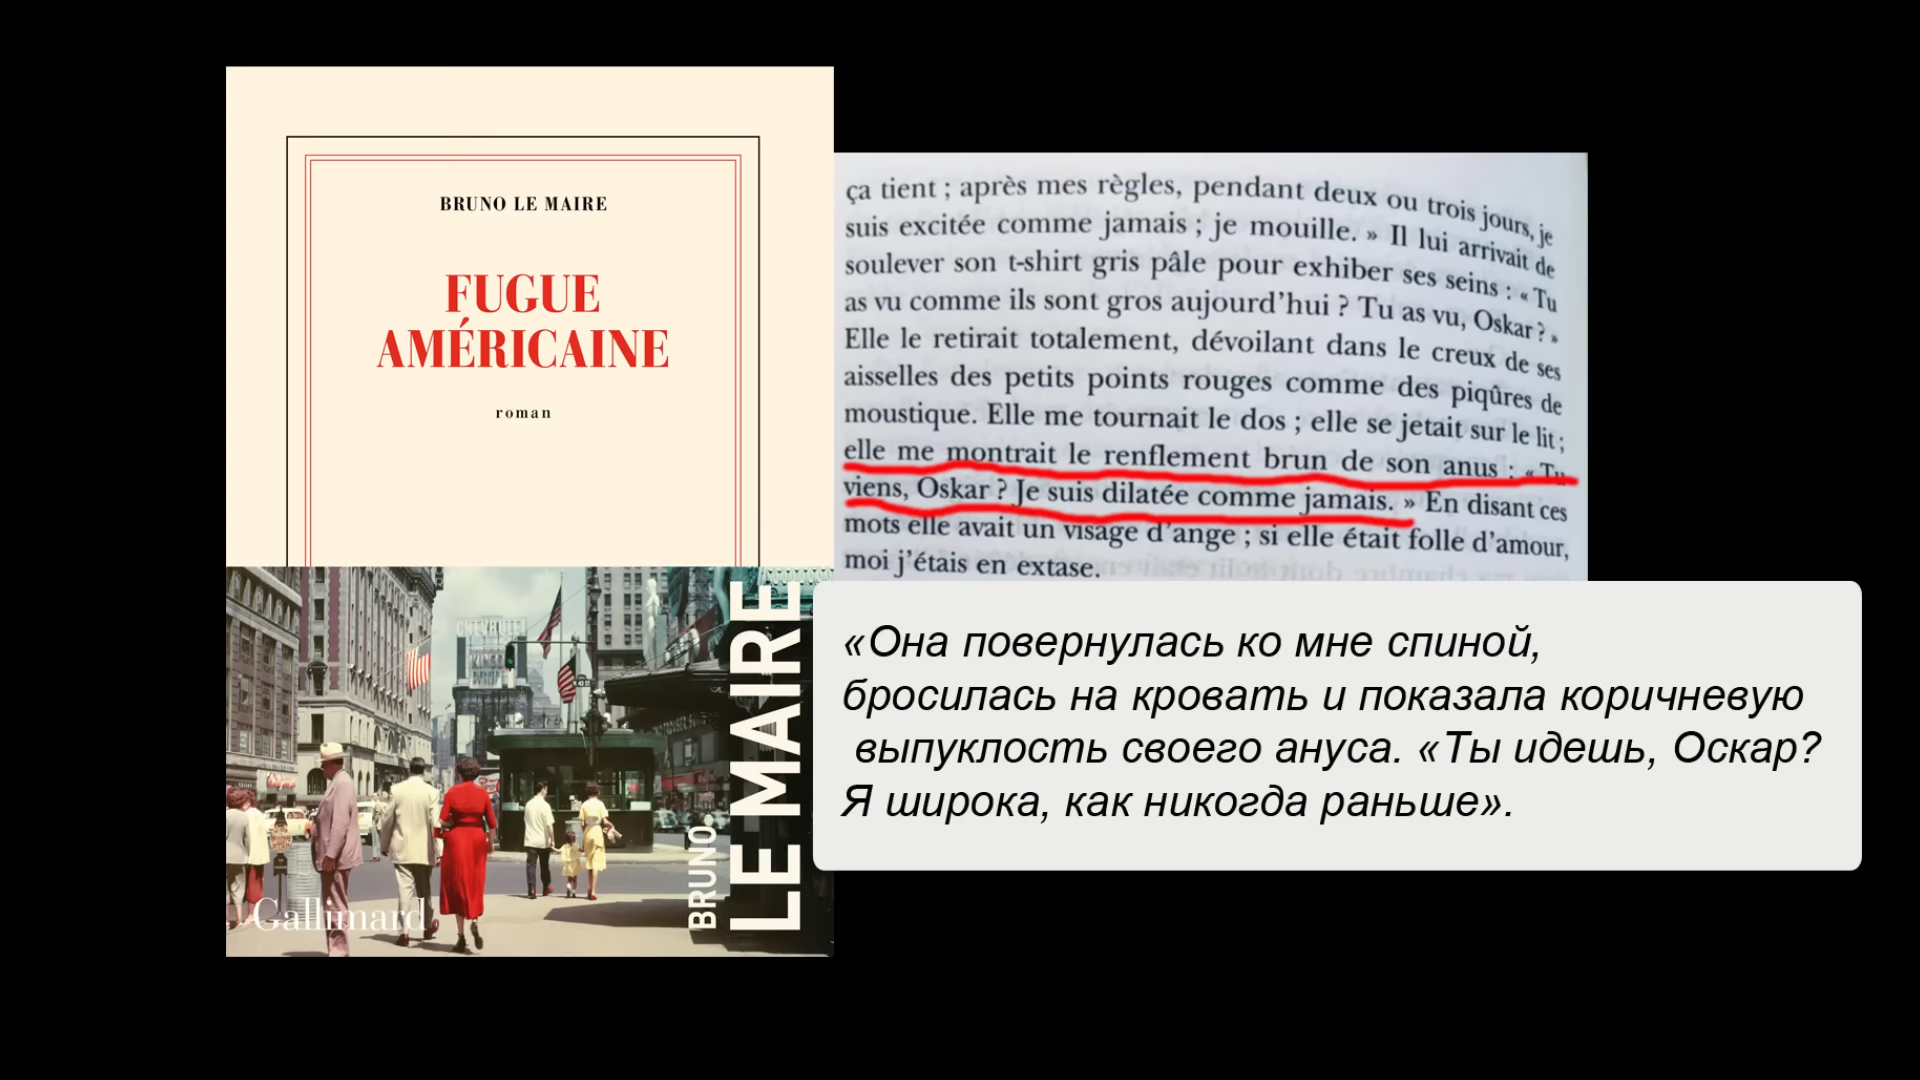 BRUNO LE MAIRE
FUGUE
AMÉRICAINE
roman
BRUNO
LE MAIRE
Gallimard
ça tient ; après mes règles, pendant deux ou trois jours, je
suis excitée comme jamais ; je mouille. » Il lui arrivait de
soulever son t-shirt gris pâle pour exhiber ses seins : « Tu
as vu comme ils sont gros aujourd’hui ? Tu as vu, Oskar ? »
Elle le retirait totalement, dévoilant dans le creux de ses
aisselles des petits points rouges comme des piqûres de
moustique. Elle me tournait le dos ; elle se jetait sur le lit ;
elle me montrait le renflement brun de son anus : « Tu
viens, Oskar ? Je suis dilatée comme jamais. » En disant ces
mots elle avait un visage d’ange ; si elle était folle d’amour,
moi j’étais en extase.
«Она повернулась ко мне спиной,
бросилась на кровать и показала коричневую
выпуклость своего ануса. «Ты идешь, Оскар?
Я широка, как никогда раньше».